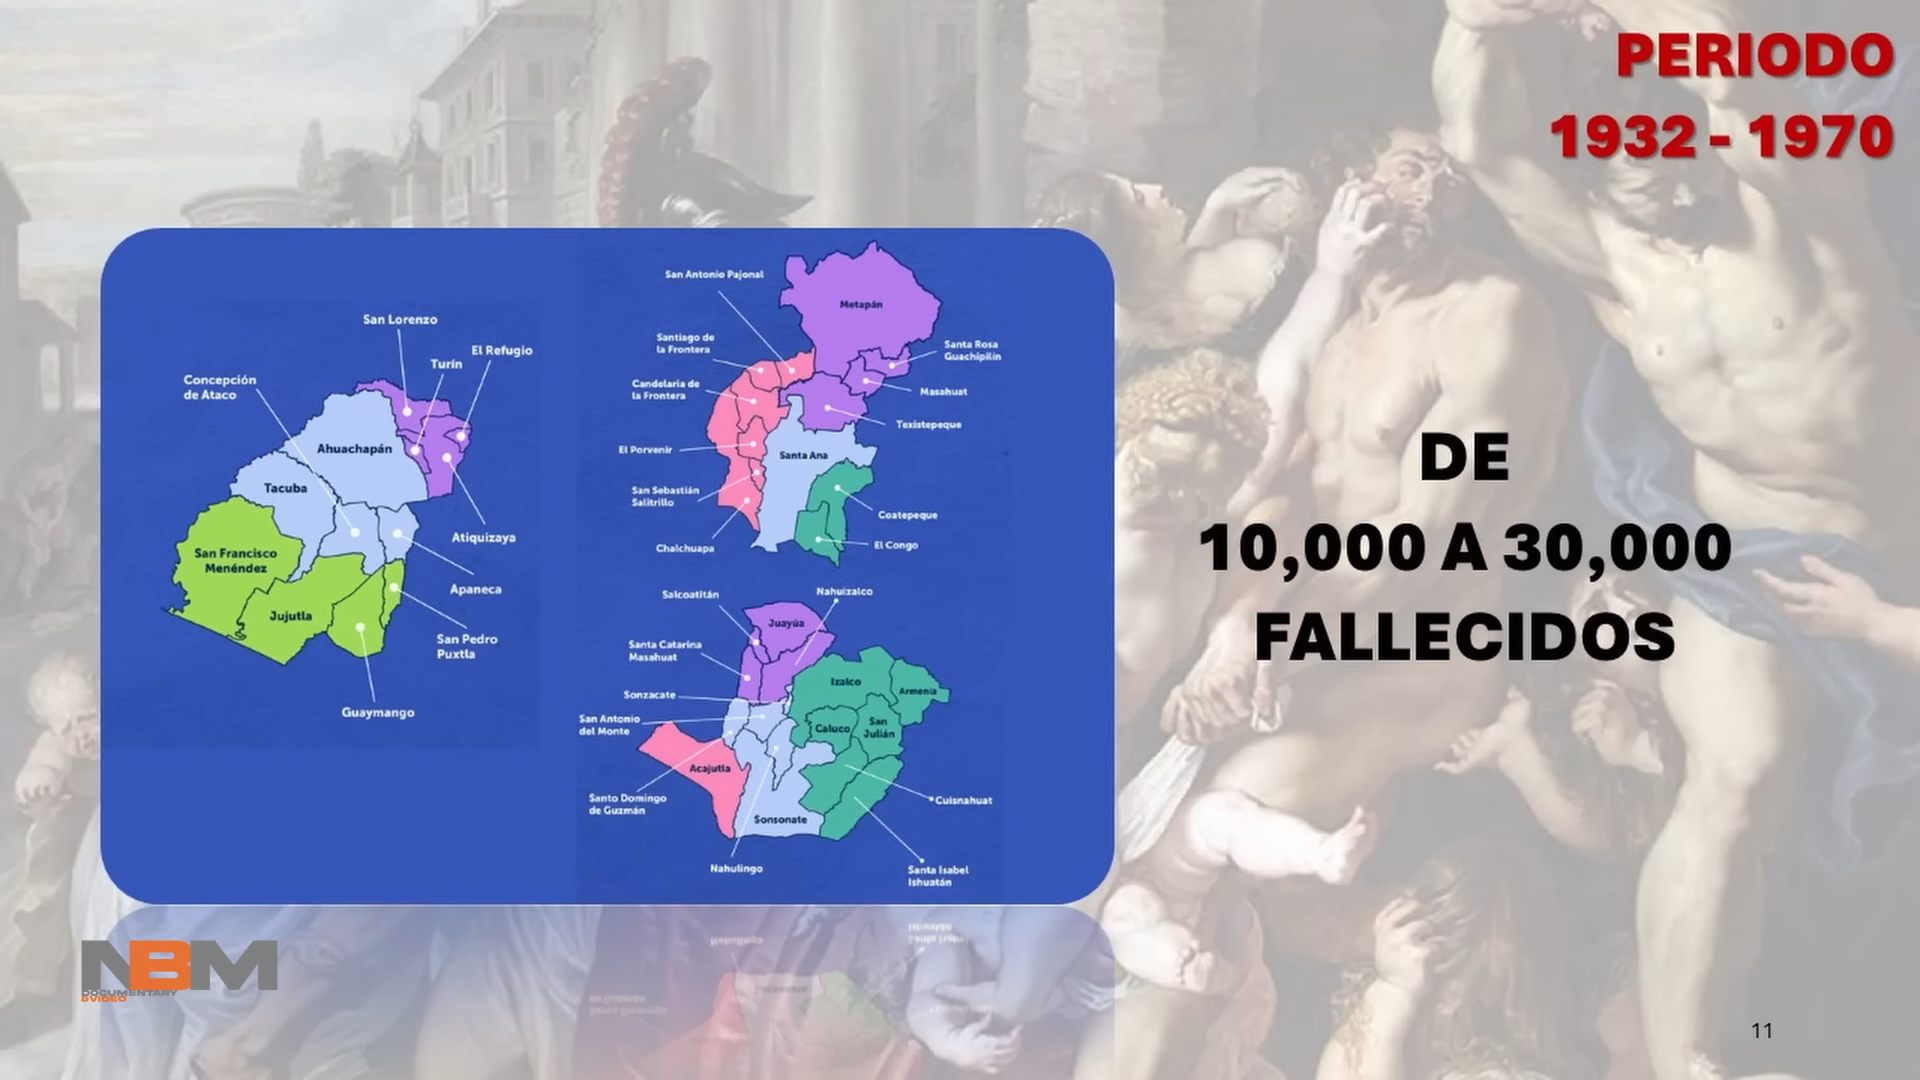 PERIODO
1932 - 1970
San Lorenzo
El Refugio
Turín
Concepción
de Ataco
Ahuachapán
Tacuba
San Francisco
Menéndez
Jujutla
Atiquizaya
Apaneca
San Pedro
Puxtla
Guaymango
San Antonio Pajonal
Metapán
Santiago de
la Frontera
Santa Rosa
Guachipilín
Candelaria de
la Frontera
Masahuat
Texistepeque
El Porvenir
Santa Ana
San Sebastián
Salitrillo
Coatepeque
Chalchuapa
El Congo
Salcoatitán
Nahuizalco
Juayúa
Santa Catarina
Masahuat
Izalco
Armenia
Sonzacate
San Antonio
del Monte
Caluco
San
Julián
Acajutla
Santo Domingo
de Guzmán
Cuisnahuat
Sonsonate
Nahulingo
Santa Isabel
Ishuatán
DE
10,000 A 30,000
FALLECIDOS
NBM
DOCUMENTARY
&VIDEO
11